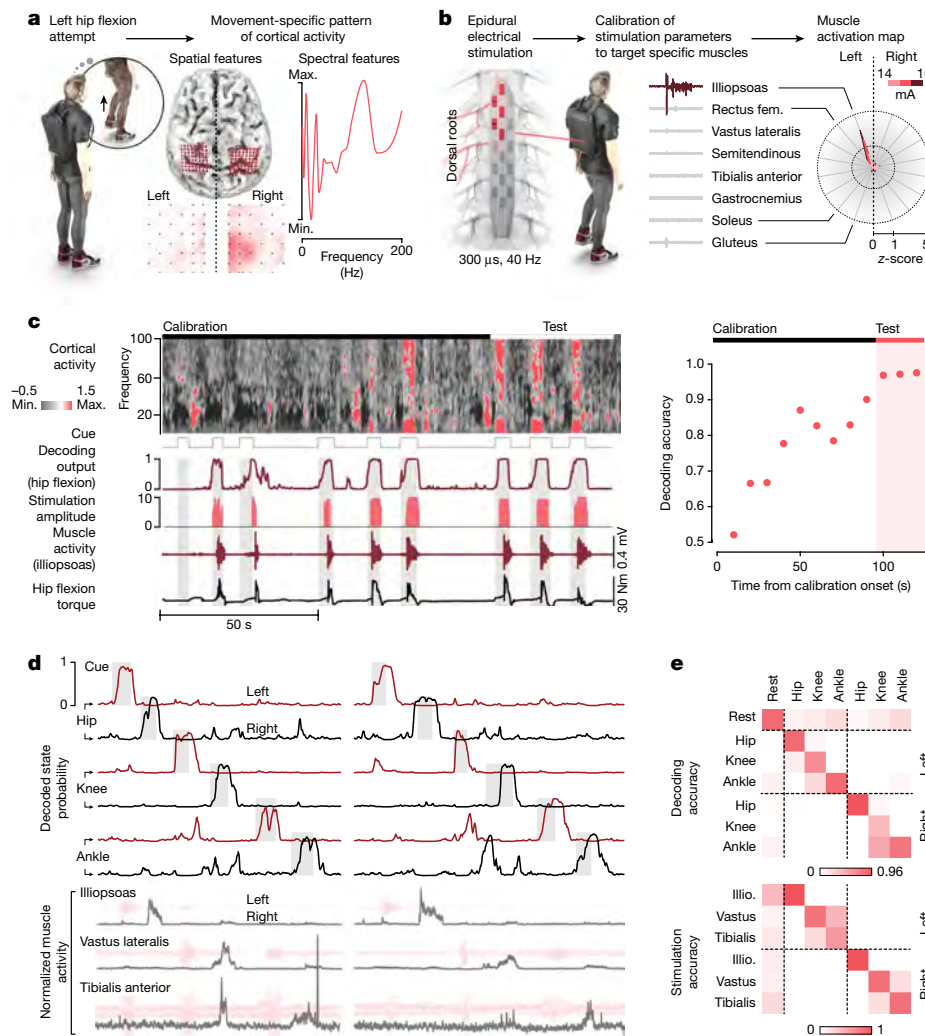 a
Left hip flexion
attempt
Movement-specific pattern
of cortical activity
Spatial features
Spectral features
Max.
Min.
Left
Right
0
200
Frequency
(Hz)
b
Epidural
electrical
stimulation
Calibration of
stimulation parameters
to target specific muscles
Muscle
activation map
Left
Right
14
16
mA
Dorsal roots
300 µs, 40 Hz
Illiopsoas
Rectus fem.
Vastus lateralis
Semitendinous
Tibialis anterior
Gastrocnemius
Soleus
Gluteus
0
1
5
z-score
c
Calibration
Test
Cortical
activity
–0.5
1.5
Min.
Max.
Frequency
100
60
20
Cue
Decoding
output
(hip flexion)
1
0
Stimulation
amplitude
10
0
Muscle
activity
(illiopsoas)
0.4 mV
Hip flexion
torque
30 Nm
50 s
Calibration
Test
Decoding accuracy
1.0
0.9
0.8
0.7
0.6
0.5
0
50
100
Time from calibration onset (s)
d
1
0
Cue
Left
Right
Hip
Knee
Ankle
Decoded state
probability
Illiopsoas
Left
Right
Vastus lateralis
Tibialis anterior
Normalized muscle
activity
e
Rest
Hip
Knee
Ankle
Hip
Knee
Ankle
Rest
Hip
Knee
Ankle
Hip
Knee
Ankle
Left
Right
Decoding
accuracy
0
0.96
Illio.
Vastus
Tibialis
Illio.
Vastus
Tibialis
Left
Right
Stimulation
accuracy
0
1